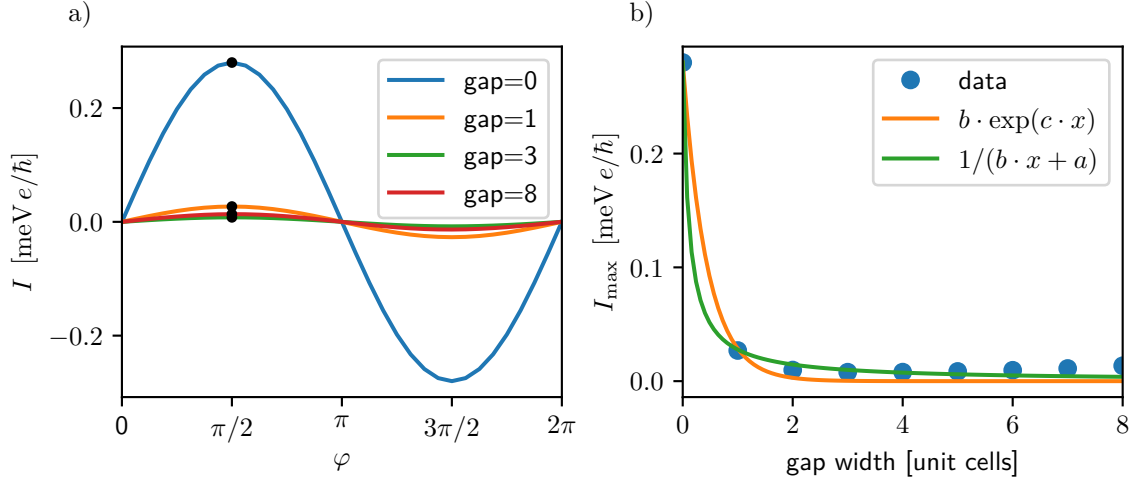 a)
I [meV e/ħ]
0.2
0.0
−0.2
0
π/2
π
3π/2
2π
φ
gap=0
gap=1
gap=3
gap=8
b)
I_max [meV e/ħ]
0.2
0.1
0.0
0
2
4
6
8
gap width [unit cells]
data
b · exp(c · x)
1/(b · x + a)